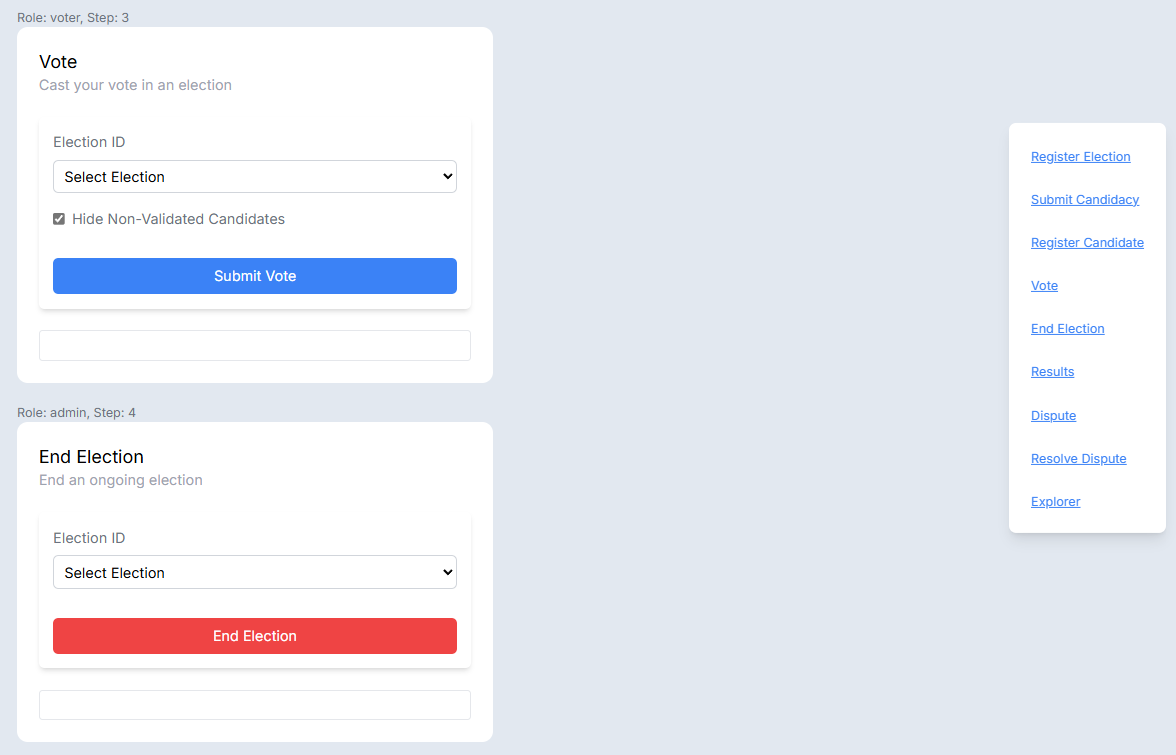 Role: voter, Step: 3
Vote
Cast your vote in an election
Election ID
Select Election
Hide Non-Validated Candidates
Submit Vote
Role: admin, Step: 4
End Election
End an ongoing election
Election ID
Select Election
End Election
Register Election
Submit Candidacy
Register Candidate
Vote
End Election
Results
Dispute
Resolve Dispute
Explorer